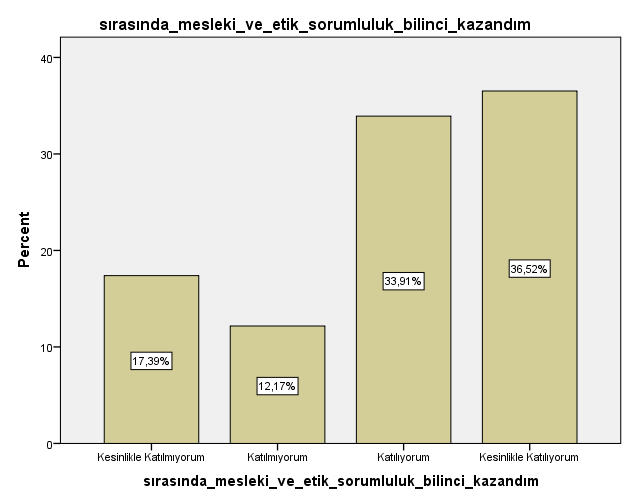 sırasında_mesleki_ve_etik_sorumluluk_bilinci_kazandım
40
30
20
10
0
Percent
17,39%
12,17%
33,91%
36,52%
Kesinlikle Katılmıyorum
Katılmıyorum
Katılıyorum
Kesinlikle Katılıyorum
sırasında_mesleki_ve_etik_sorumluluk_bilinci_kazandım